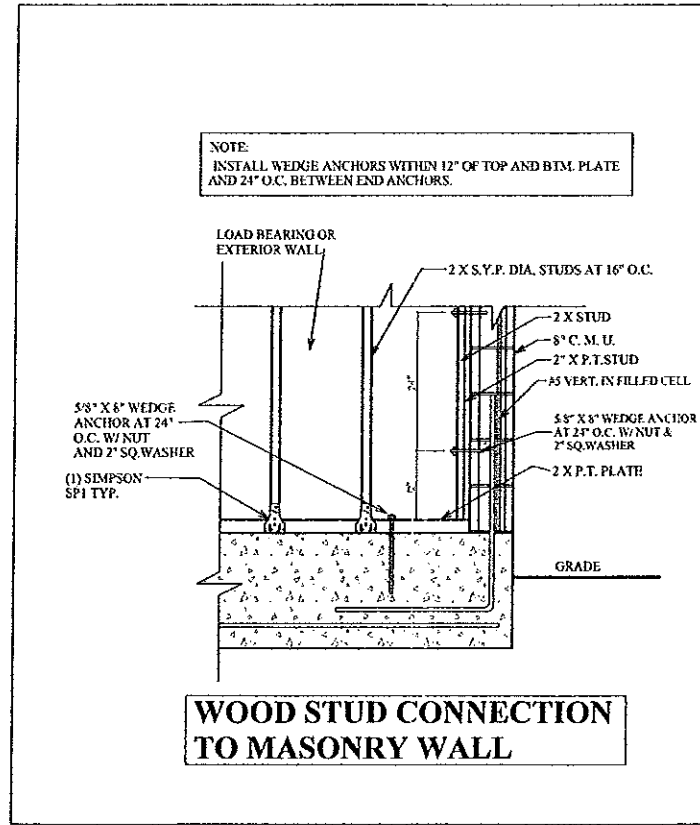 NOTE:
INSTALL WEDGE ANCHORS WITHIN 12" OF TOP AND BTM. PLATE
AND 24" O.C. BETWEEN END ANCHORS.
LOAD BEARING OR
EXTERIOR WALL
2 X S.Y.P. DIA. STUDS AT 16" O.C.
2 X STUD
8" C. M. U.
2" X P.T. STUD
#5 VERT. IN FILLED CELL
5/8" X 8" WEDGE ANCHOR
AT 24" O.C. W/ NUT &
2" SQ.WASHER
2 X P.T. PLATE
24"
5/8" X 8" WEDGE
ANCHOR AT 24"
O.C. W/ NUT
AND 2" SQ.WASHER
(1) SIMPSON
SP1 TYP.
GRADE
WOOD STUD CONNECTION
TO MASONRY WALL